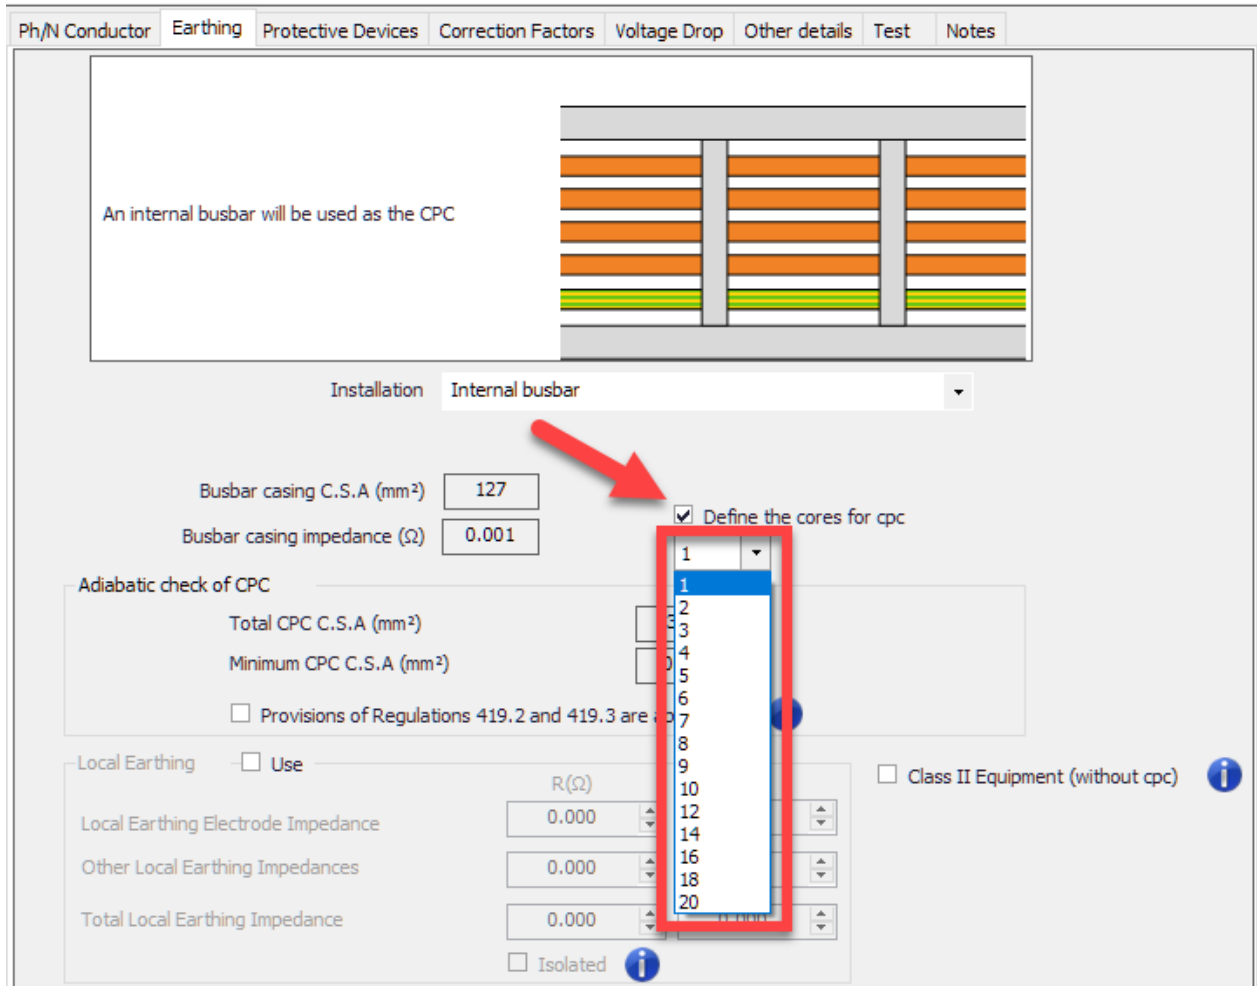 Ph/N Conductor Earthing Protective Devices Correction Factors Voltage Drop Other details Test Notes
An internal busbar will be used as the CPC
Installation Internal busbar
Busbar casing C.S.A (mm²) 127
Define the cores for cpc
Busbar casing impedance (Ω) 0.001
1
Adiabatic check of CPC
1
2
3
4
5
6
7
8
9
10
12
14
16
18
20
Total CPC C.S.A (mm²)
Minimum CPC C.S.A (mm²)
Provisions of Regulations 419.2 and 419.3 are
Local Earthing Use
R(Ω)
Class II Equipment (without cpc)
Local Earthing Electrode Impedance 0.000
Other Local Earthing Impedances 0.000
Total Local Earthing Impedance 0.000
Isolated